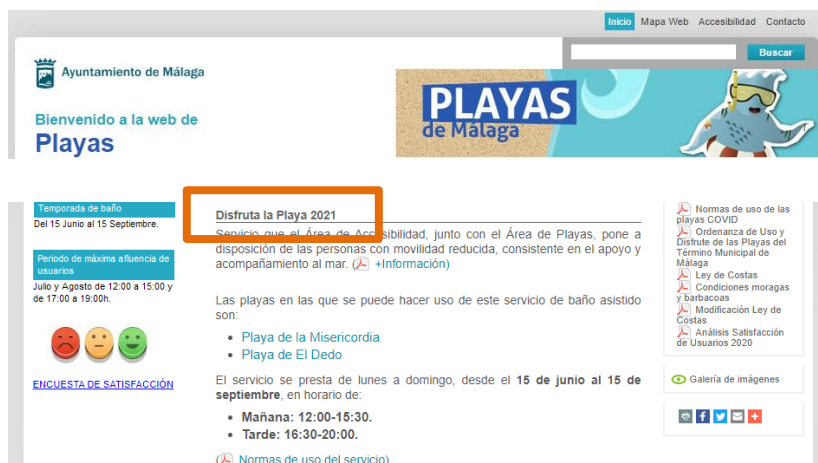 Inicio Mapa Web Accesibilidad Contacto
Buscar
Ayuntamiento de Málaga
PLAYAS
de Málaga
Bienvenido a la web de
Playas
Temporada de baño
Del 15 Junio al 15 Septiembre.
Periodo de máxima afluencia de
usuarios
Julio y Agosto de 12:00 a 15:00 y
de 17:00 a 19:00h.
ENCUESTA DE SATISFACCIÓN
Disfruta la Playa 2021
Servicio que el Área de Accesibilidad, junto con el Área de Playas, pone a
disposición de las personas con movilidad reducida, consistente en el apoyo y
acompañamiento al mar. ( +Información)
Las playas en las que se puede hacer uso de este servicio de baño asistido
son:
• Playa de la Misericordia
• Playa de El Dedo
El servicio se presta de lunes a domingo, desde el 15 de junio al 15 de
septiembre, en horario de:
• Mañana: 12:00-15:30.
• Tarde: 16:30-20:00.
( Normas de uso del servicio)
Normas de uso de las
playas COVID
Ordenanza de Uso y
Disfrute de las Playas del
Término Municipal de
Málaga
Ley de Costas
Condiciones moragas
y barbacoas
Modificación Ley de
Costas
Análisis Satisfacción
de Usuarios 2020
Galería de imágenes